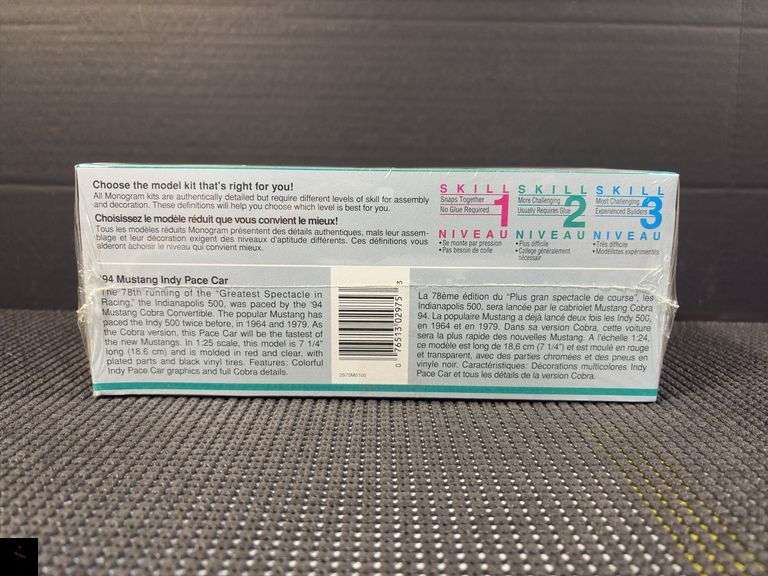 Choose the model kit that's right for you!
All Monogram kits are authentically detailed but require different levels of skill for assembly
and decoration. These definitions will help you choose which level is best for you.
Choisissez le modèle réduit que vous convient le mieux!
Tous les modèles réduits Monogram présentent des détails authentiques, mais leur assem-
blage et leur décoration exigent des niveaux d'aptitude différents. Ces définitions vous
aideront à choisir le niveau qui convient mieux.
SKILL
Snaps Together
No Glue Required
1
NIVEAU
• Se monte par pression
• Pas besoin de colle
SKILL
More Challenging
Usually Requires Glue
2
NIVEAU
• Plus difficile
• Collage généralement
nécessair
SKILL
Most Challenging
Experienced Builders
3
NIVEAU
• Très difficile
• Modélistes expérimentés
'94 Mustang Indy Pace Car
The 78th running of the "Greatest Spectacle in
Racing," the Indianapolis 500, was paced by the '94
Mustang Cobra Convertible. The popular Mustang has
paced the Indy 500 twice before, in 1964 and 1979. As
the Cobra version, this Pace Car will be the fastest of
the new Mustangs. In 1:25 scale, this model is 7 1/4"
long (18.6 cm) and is molded in red and clear, with
plated parts and black vinyl tires. Features: Colorful
Indy Pace Car graphics and full Cobra details.
0 76513 02975 3
La 78ème édition du "Plus gran spectacle de course", les
Indianapolis 500, sera lancée par le cabriolet Mustang Cobra
94. La populaire Mustang a déjà lancé deux fois les Indy 500,
en 1964 et en 1979. Dans sa version Cobra, cette voiture
sera la plus rapide des nouvelles Mustang. A l'échelle 1:24,
ce modèle est long de 18,6 cm (7 1/4") et est moulé en rouge
et transparent, avec des parties chromées et des pneus en
vinyle noir. Caractéristiques: Décorations multicolores Indy
Pace Car et tous les détails de la version Cobra.